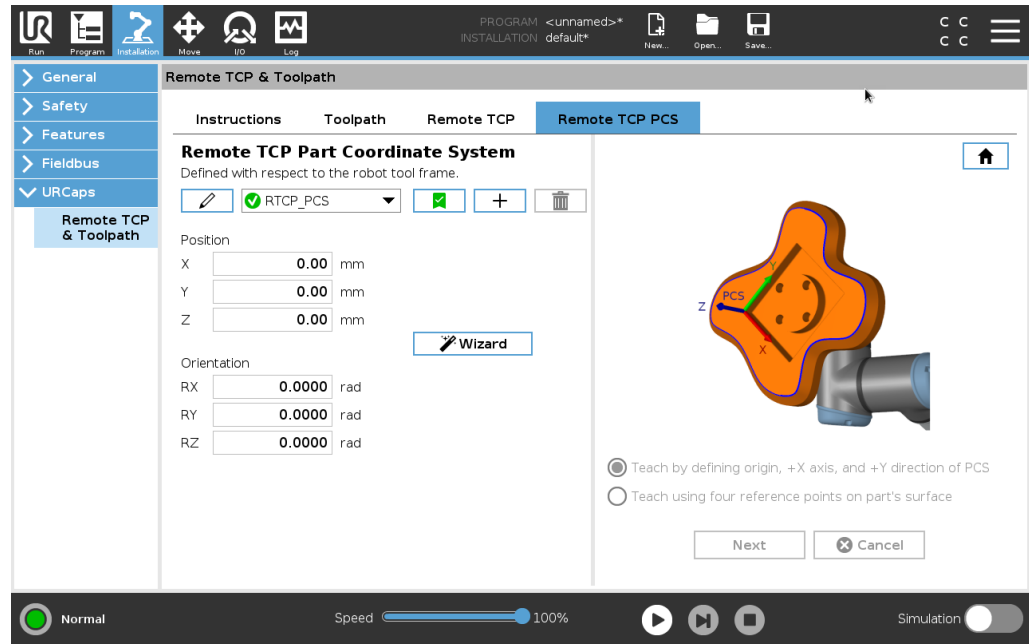 UR
Run
Program
Installation
Move
I/O
Log
PROGRAM <unnamed>*
INSTALLATION default*
New...
Open...
Save...
C C
C C
General
Safety
Features
Fieldbus
URCaps
Remote TCP
& Toolpath
Remote TCP & Toolpath
Instructions Toolpath Remote TCP Remote TCP PCS
Remote TCP Part Coordinate System
Defined with respect to the robot tool frame.
RTCP_PCS
Position
X 0.00 mm
Y 0.00 mm
Z 0.00 mm
Wizard
Orientation
RX 0.0000 rad
RY 0.0000 rad
RZ 0.0000 rad
Y
PCS
Z
X
Teach by defining origin, +X axis, and +Y direction of PCS
Teach using four reference points on part's surface
Next Cancel
Normal
Speed 100%
Simulation